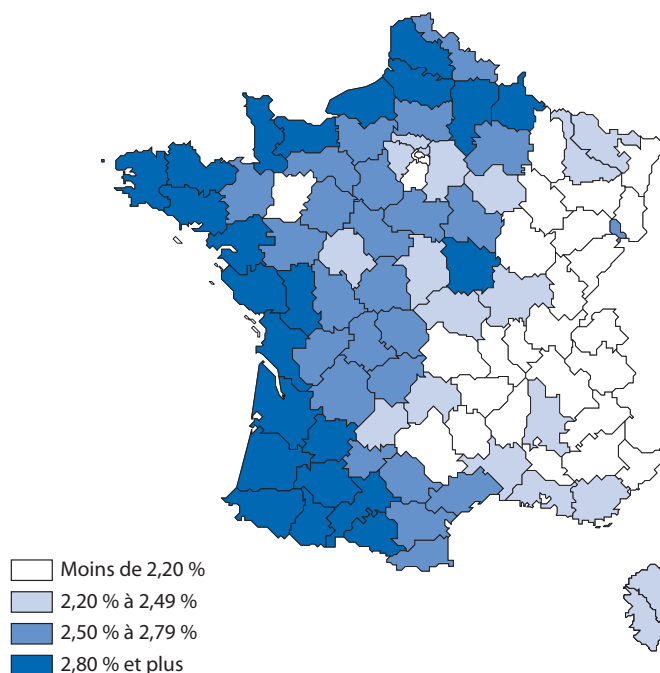 Moins de 2,20 %
2,20 % à 2,49 %
2,50 % à 2,79 %
2,80 % et plus